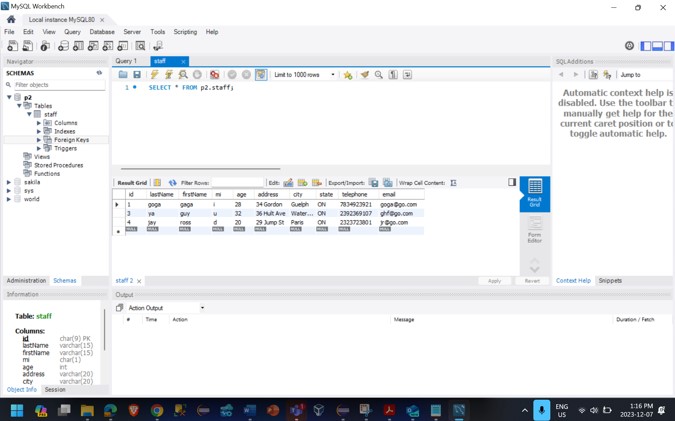 MySQL Workbench
Local instance MySQL80 ×
File Edit View Query Database Server Tools Scripting Help
Navigator
SCHEMAS
Filter objects
p2
Tables
staff
Columns
Indexes
Foreign Keys
Triggers
Views
Stored Procedures
Functions
sakila
sys
world
Administration Schemas
Information
Table: staff
Columns:
id char(9) PK
lastName varchar(15)
firstName varchar(15)
mi char(1)
age int
address varchar(20)
city varchar(20)
Object Info Session
Query 1 staff ×
Limit to 1000 rows
1 SELECT * FROM p2.staff;
Result Grid Filter Rows: Edit: Export/Import: Wrap Cell Content:
id lastName firstName mi age address city state telephone email
1 goga gaga i 28 34 Gordon Guelph ON 7834923921 goga@go.com
3 ya guy u 32 36 Hult Ave Water... ON 2392369107 ghf@go.com
4 jay ross d 20 29 Jump St Paris ON 2323723801 jr@go.com
NULL NULL NULL NULL NULL NULL NULL NULL NULL NULL
Result Grid
Form Editor
staff 2 ×
Apply Revert
Output
Action Output
# Time Action Message Duration / Fetch
SQLAdditions
Jump to
Automatic context help is
disabled. Use the toolbar t
manually get help for the
current caret position or to
toggle automatic help.
Context Help Snippets
ENG
US
1:16 PM
2023-12-07